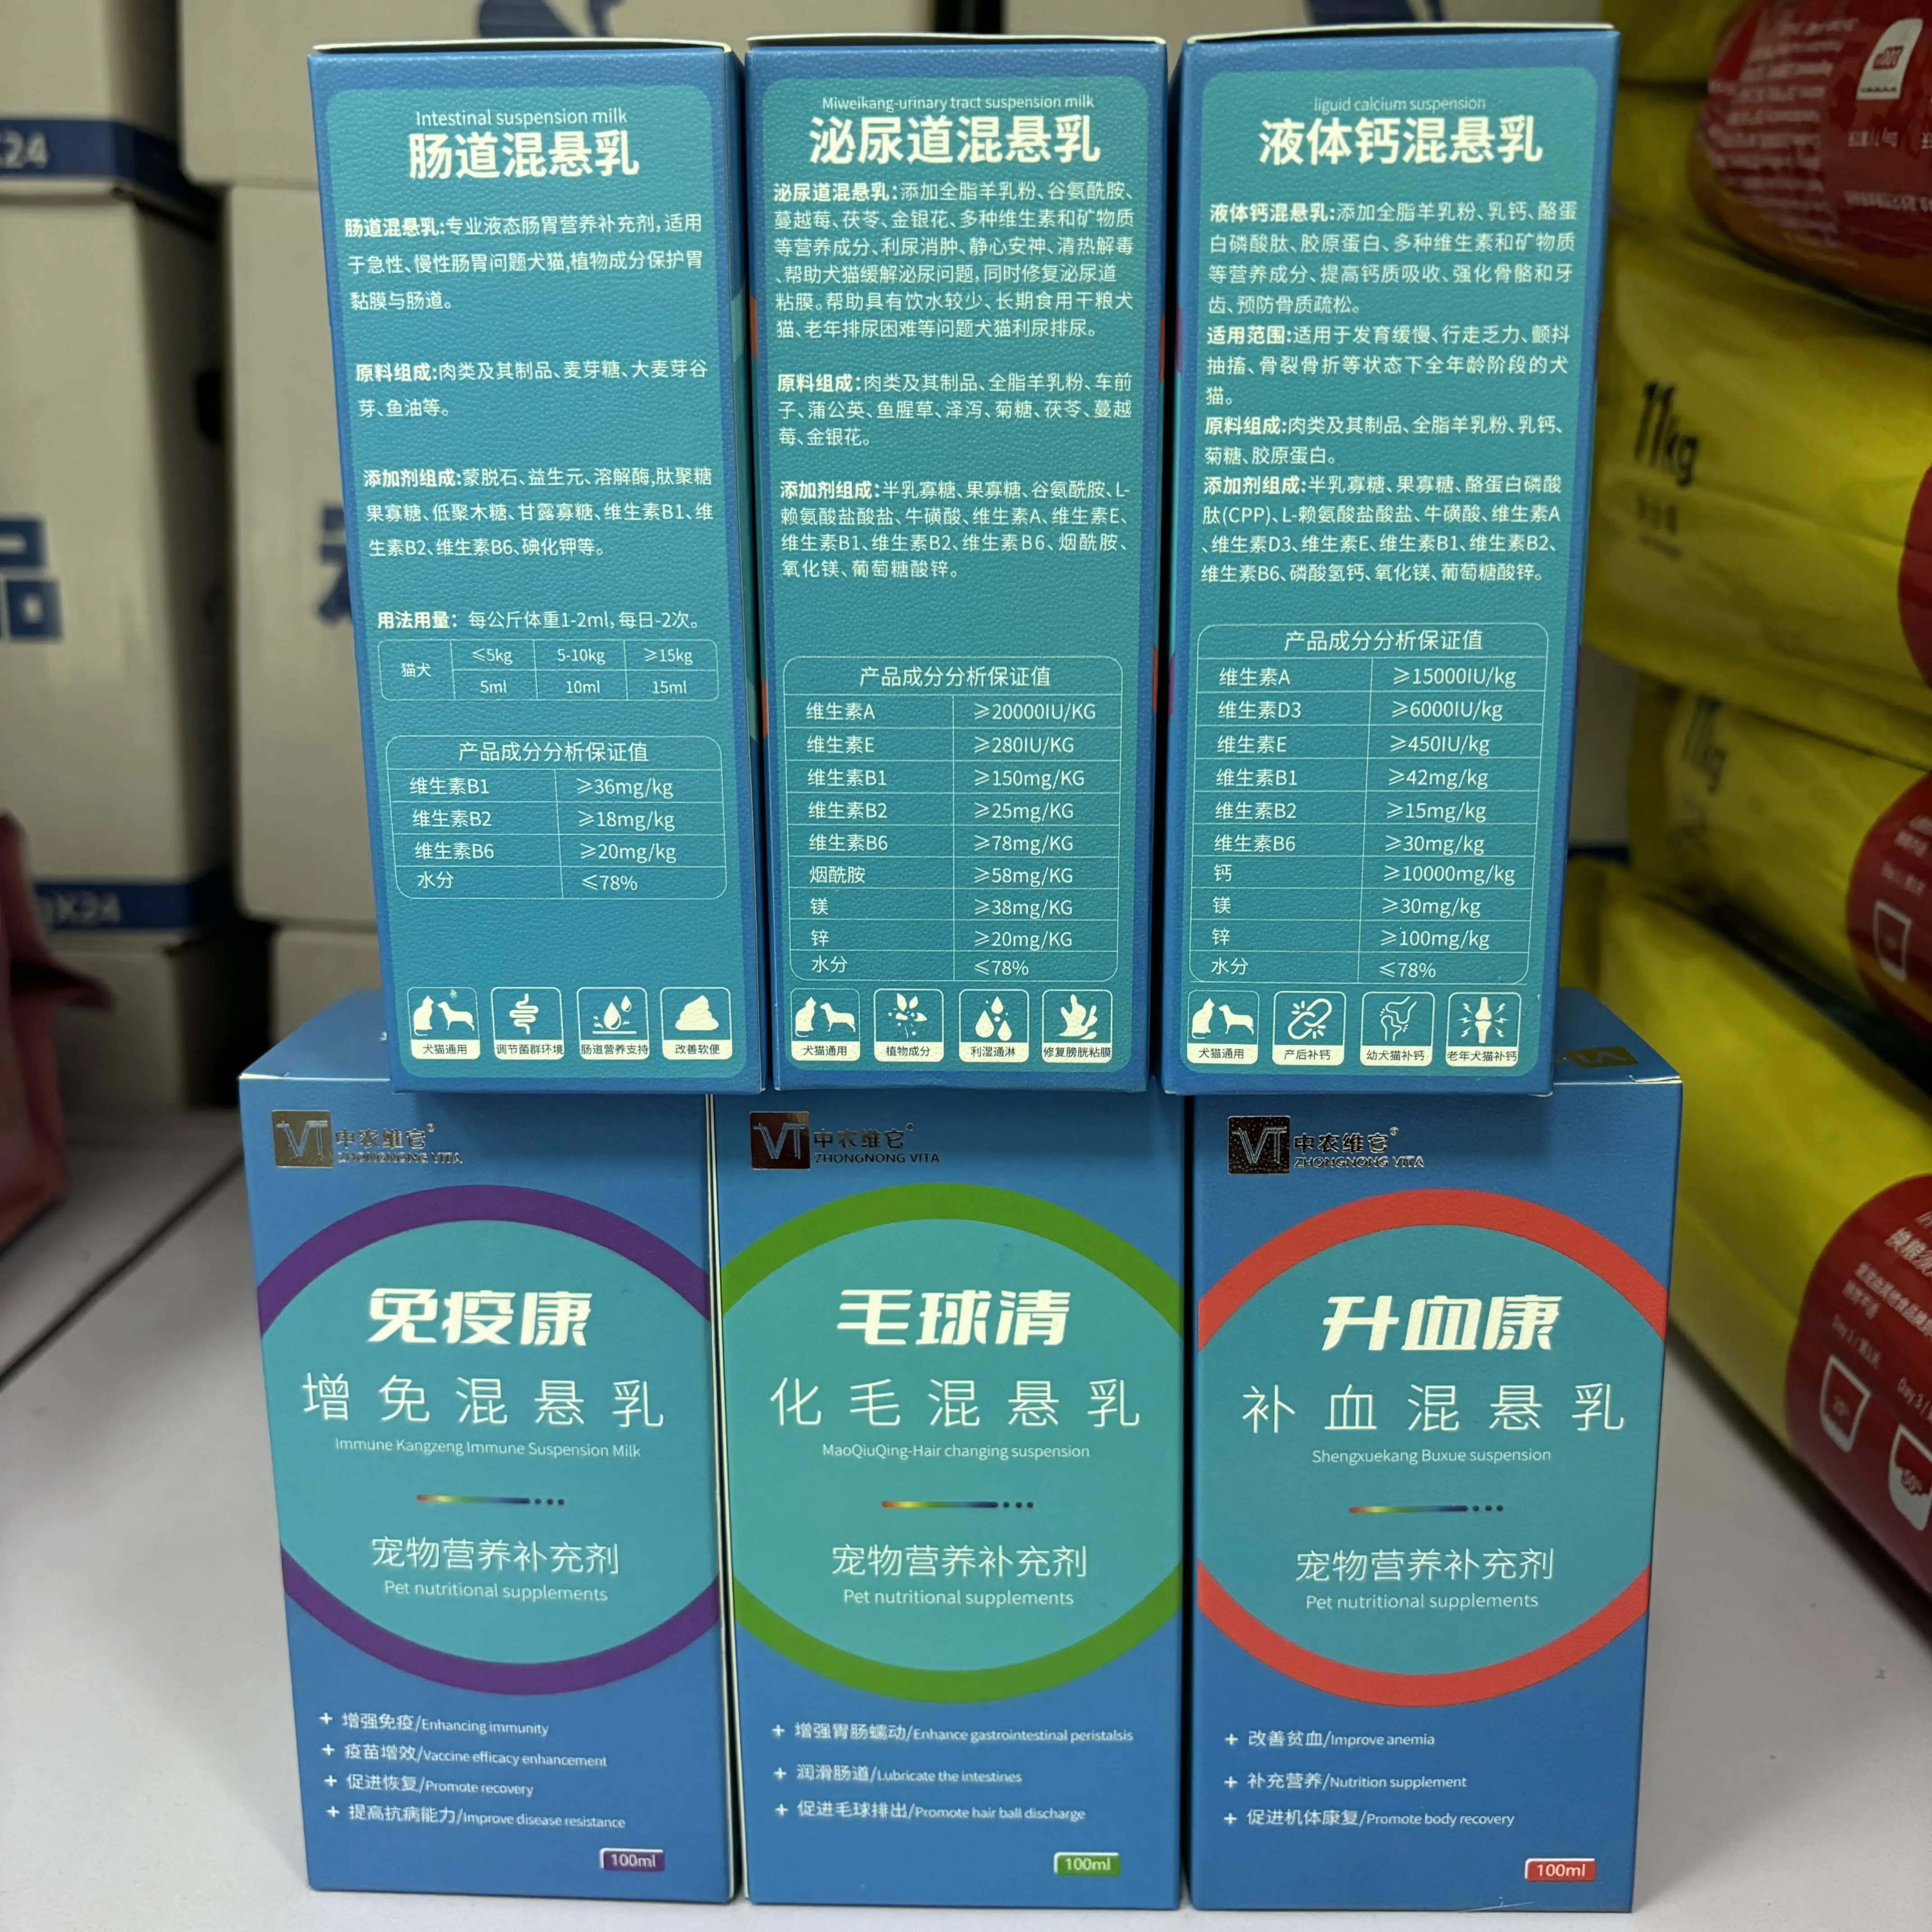 Intestinal suspension milk
肠道混悬乳
肠道混悬乳:专业液态肠胃营养补充剂,适用
于急性、慢性肠胃问题犬猫,植物成分保护胃
黏膜与肠道。
原料组成:肉类及其制品、麦芽糖、大麦芽谷
芽、鱼油等。
添加剂组成:蒙脱石、益生元、溶解酶,肽聚糖
果寡糖、低聚木糖、甘露寡糖、维生素B1、维
生素B2、维生素B6、碘化钾等。
用法用量：每公斤体重1-2ml,每日-2次。
猫犬 ≤5kg 5-10kg ≥15kg
5ml 10ml 15ml
产品成分分析保证值
维生素B1 ≥36mg/kg
维生素B2 ≥18mg/kg
维生素B6 ≥20mg/kg
水分 ≤78%
犬猫通用 调节菌群环境 肠道营养支持 改善软便
Miweikang-urinary tract suspension milk
泌尿道混悬乳
泌尿道混悬乳:添加全脂羊乳粉、谷氨酰胺、
蔓越莓、茯苓、金银花、多种维生素和矿物质
等营养成分、利尿消肿、静心安神、清热解毒
、帮助犬猫缓解泌尿问题,同时修复泌尿道
粘膜。帮助具有饮水较少、长期食用干粮犬
猫、老年排尿困难等问题犬猫利尿排尿。
原料组成:肉类及其制品、全脂羊乳粉、车前
子、蒲公英、鱼腥草、泽泻、菊糖、茯苓、蔓越
莓、金银花。
添加剂组成:半乳寡糖、果寡糖、谷氨酰胺、L-
赖氨酸盐酸盐、牛磺酸、维生素A、维生素E、
维生素B1、维生素B2、维生素B6、烟酰胺、
氧化镁、葡萄糖酸锌。
产品成分分析保证值
维生素A ≥20000IU/KG
维生素E ≥280IU/KG
维生素B1 ≥150mg/KG
维生素B2 ≥25mg/KG
维生素B6 ≥78mg/KG
烟酰胺 ≥58mg/KG
镁 ≥38mg/KG
锌 ≥20mg/KG
水分 ≤78%
犬猫通用 植物成分 利湿通淋 修复膀胱粘膜
liguid calcium suspension
液体钙混悬乳
液体钙混悬乳:添加全脂羊乳粉、乳钙、酪蛋
白磷酸肽、胶原蛋白、多种维生素和矿物质
等营养成分、提高钙质吸收、强化骨骼和牙
齿、预防骨质疏松。
适用范围:适用于发育缓慢、行走乏力、颤抖
抽搐、骨裂骨折等状态下全年龄阶段的犬
猫。
原料组成:肉类及其制品、全脂羊乳粉、乳钙、
菊糖、胶原蛋白。
添加剂组成:半乳寡糖、果寡糖、酪蛋白磷酸
肽(CPP)、L-赖氨酸盐酸盐、牛磺酸、维生素A
、维生素D3、维生素E、维生素B1、维生素B2、
维生素B6、磷酸氢钙、氧化镁、葡萄糖酸锌。
产品成分分析保证值
维生素A ≥15000IU/kg
维生素D3 ≥6000IU/kg
维生素E ≥450IU/kg
维生素B1 ≥42mg/kg
维生素B2 ≥15mg/kg
维生素B6 ≥30mg/kg
钙 ≥10000mg/kg
镁 ≥30mg/kg
锌 ≥100mg/kg
水分 ≤78%
犬猫通用 产后补钙 幼犬猫补钙 老年犬猫补钙
VT 中农维它®
ZHONGNONG VITA
免疫康
增免混悬乳
Immune Kangzeng Immune Suspension Milk
宠物营养补充剂
Pet nutritional supplements
+ 增强免疫/Enhancing immunity
+ 疫苗增效/Vaccine efficacy enhancement
+ 促进恢复/Promote recovery
+ 提高抗病能力/Improve disease resistance
100ml
VT 中农维它®
ZHONGNONG VITA
毛球清
化毛混悬乳
MaoQiuQing-Hair changing suspension
宠物营养补充剂
Pet nutritional supplements
+ 增强胃肠蠕动/Enhance gastrointestinal peristalsis
+ 润滑肠道/Lubricate the intestines
+ 促进毛球排出/Promote hair ball discharge
100ml
VT 中农维它®
ZHONGNONG VITA
升血康
补血混悬乳
Shengxuekang Buxue suspension
宠物营养补充剂
Pet nutritional supplements
+ 改善贫血/Improve anemia
+ 补充营养/Nutrition supplement
+ 促进机体康复/Promote body recovery
100ml
11kg
11kg